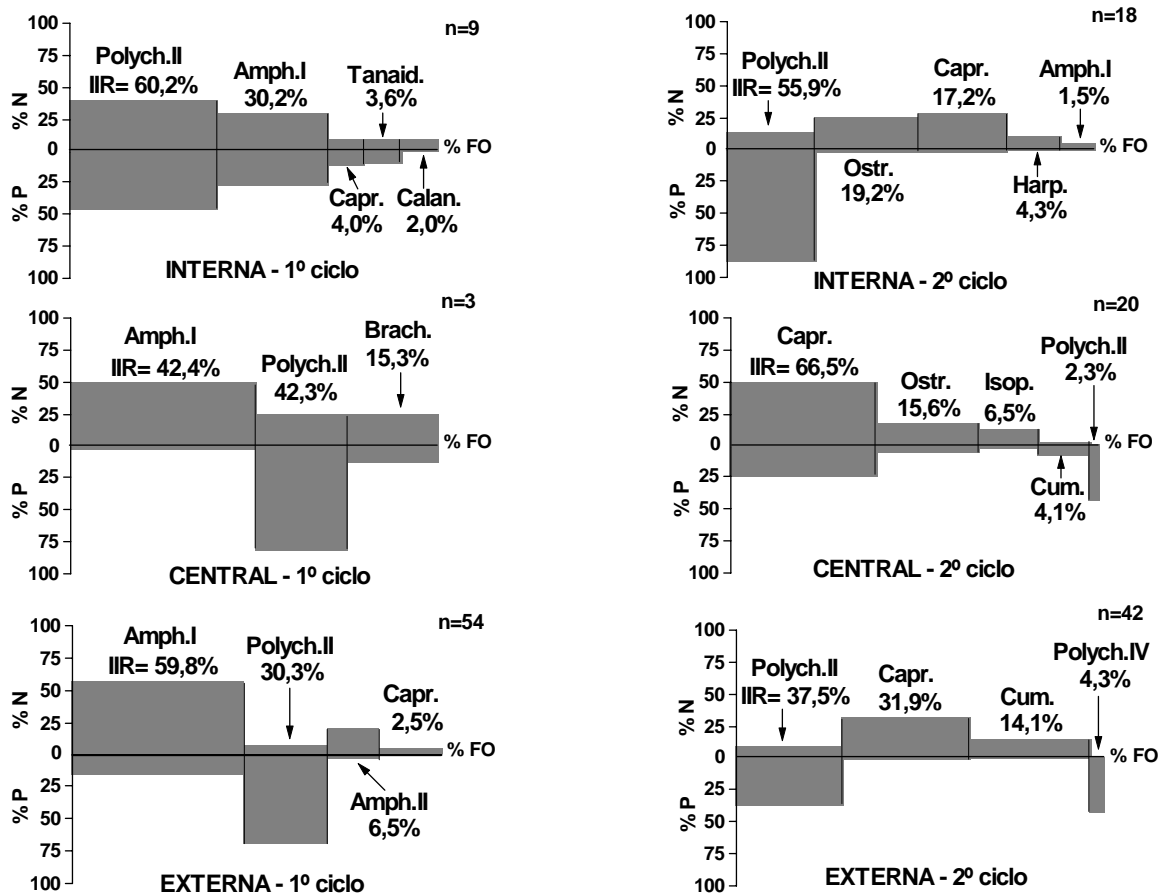 n=9
100
75
50
25
0
25
50
75
100
% N
% P
Polych.II
IIR= 60,2%
Amph.I
30,2%
Tanaid.
3,6%
% FO
Capr.
4,0%
Calan.
2,0%
INTERNA - 1º ciclo
n=18
100
75
50
25
0
25
50
75
100
% N
% P
Polych.II
IIR= 55,9%
Capr.
17,2%
Amph.I
1,5%
% FO
Ostr.
19,2%
Harp.
4,3%
INTERNA - 2º ciclo
n=3
100
75
50
25
0
25
50
75
100
% N
% P
Amph.I
IIR= 42,4%
Polych.II
42,3%
Brach.
15,3%
% FO
CENTRAL - 1º ciclo
n=20
100
75
50
25
0
25
50
75
100
% N
% P
Capr.
IIR= 66,5%
Ostr.
15,6%
Isop.
6,5%
Polych.II
2,3%
% FO
Cum.
4,1%
CENTRAL - 2º ciclo
n=54
100
75
50
25
0
25
50
75
100
% N
% P
Amph.I
IIR= 59,8%
Polych.II
30,3%
Capr.
2,5%
% FO
Amph.II
6,5%
EXTERNA - 1º ciclo
n=42
100
75
50
25
0
25
50
75
100
% N
% P
Polych.II
IIR= 37,5%
Capr.
31,9%
Cum.
14,1%
Polych.IV
4,3%
% FO
EXTERNA - 2º ciclo